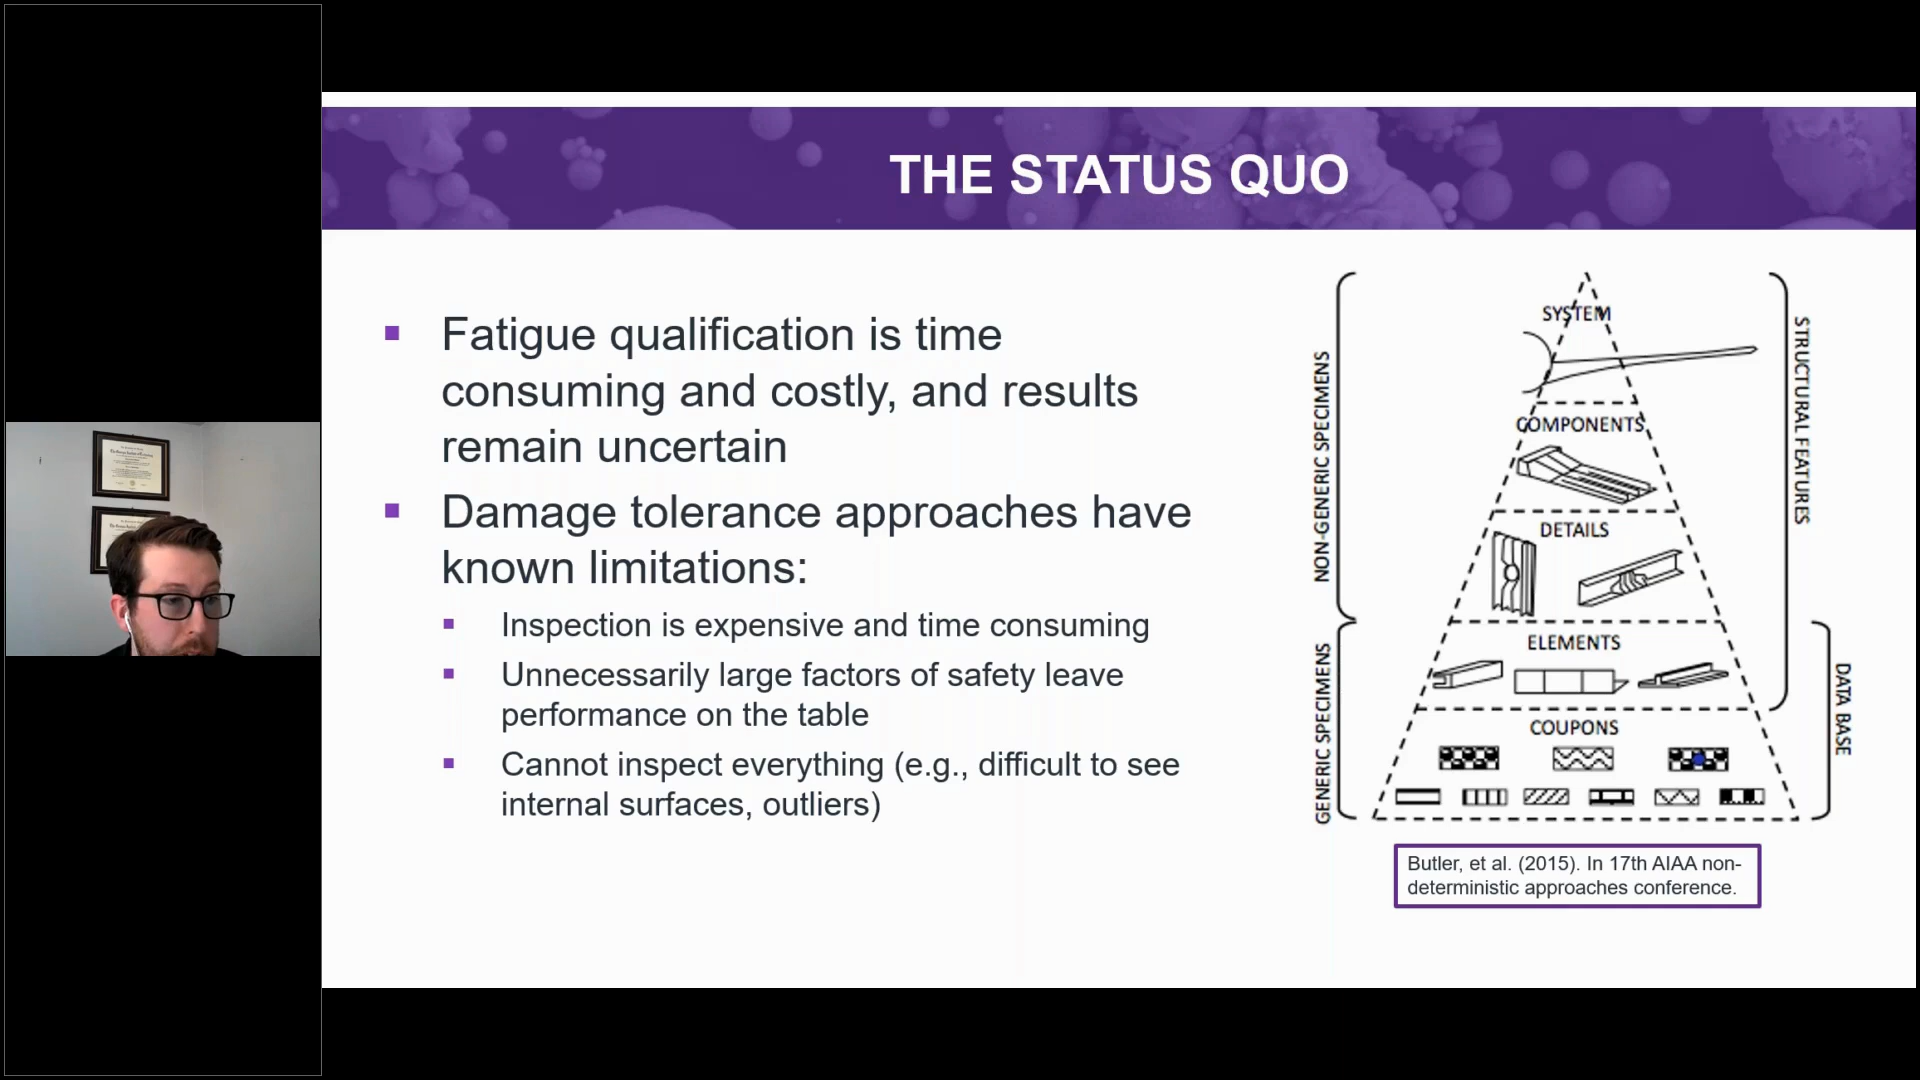 THE STATUS QUO
Fatigue qualification is time
consuming and costly, and results
remain uncertain
Damage tolerance approaches have
known limitations:
Inspection is expensive and time consuming
Unnecessarily large factors of safety leave
performance on the table
Cannot inspect everything (e.g., difficult to see
internal surfaces, outliers)
NON-GENERIC SPECIMENS
GENERIC SPECIMENS
SYSTEM
COMPONENTS
DETAILS
ELEMENTS
COUPONS
STRUCTURAL FEATURES
DATA BASE
Butler, et al. (2015). In 17th AIAA non-
deterministic approaches conference.